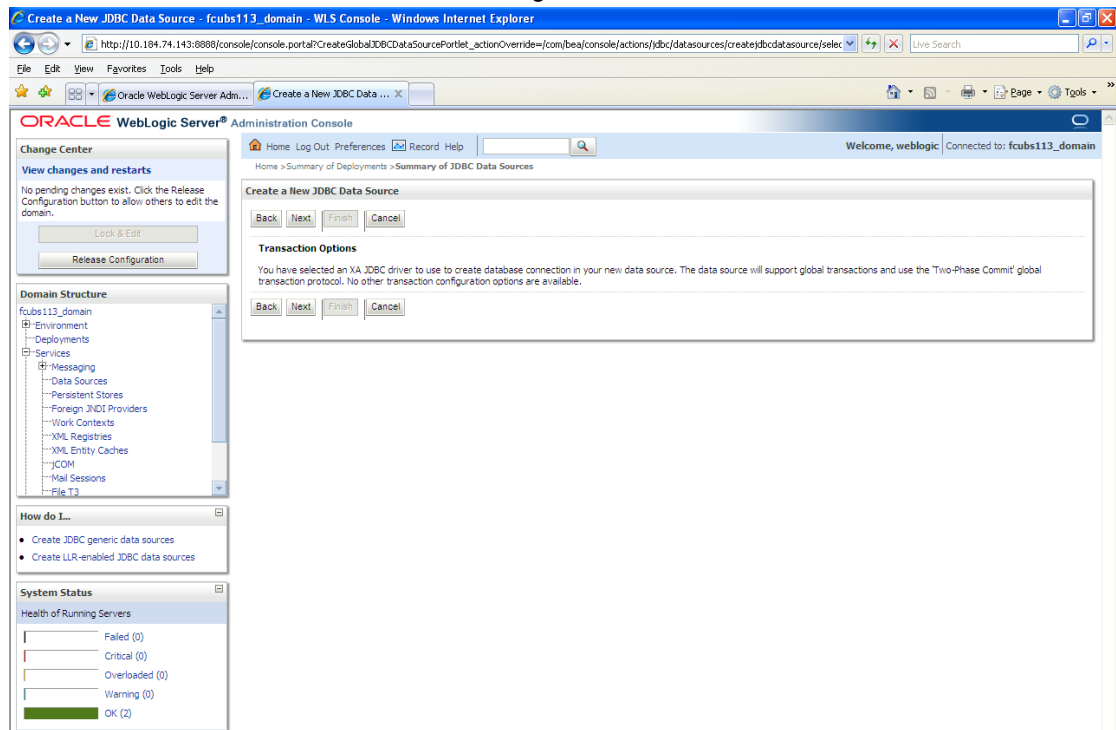 Create a New JDBC Data Source - fcubs113_domain - WLS Console - Windows Internet Explorer
http://10.184.74.143:8888/console/console.portal?CreateGlobalJDBCDataSourcePortlet_actionOverride=/com/bea/console/actions/jdbc/datasources/createjdbcdatasource/selec
Live Search
File Edit View Favorites Tools Help
Oracle WebLogic Server Adm... Create a New JDBC Data ... X Page Tools
ORACLE WebLogic Server® Administration Console
Change Center
View changes and restarts
No pending changes exist. Click the Release
Configuration button to allow others to edit the
domain.
Lock & Edit
Release Configuration
Domain Structure
fcubs113_domain
Environment
Deployments
Services
Messaging
Data Sources
Persistent Stores
Foreign JNDI Providers
Work Contexts
XML Registries
XML Entity Caches
jCOM
Mail Sessions
File T3
How do I...
Create JDBC generic data sources
Create LLR-enabled JDBC data sources
System Status
Health of Running Servers
Failed (0)
Critical (0)
Overloaded (0)
Warning (0)
OK (2)
Home Log Out Preferences Record Help
Welcome, weblogic Connected to: fcubs113_domain
Home >Summary of Deployments >Summary of JDBC Data Sources
Create a New JDBC Data Source
Back Next Finish Cancel
Transaction Options
You have selected an XA JDBC driver to use to create database connection in your new data source. The data source will support global transactions and use the 'Two-Phase Commit' global
transaction protocol. No other transaction configuration options are available.
Back Next Finish Cancel